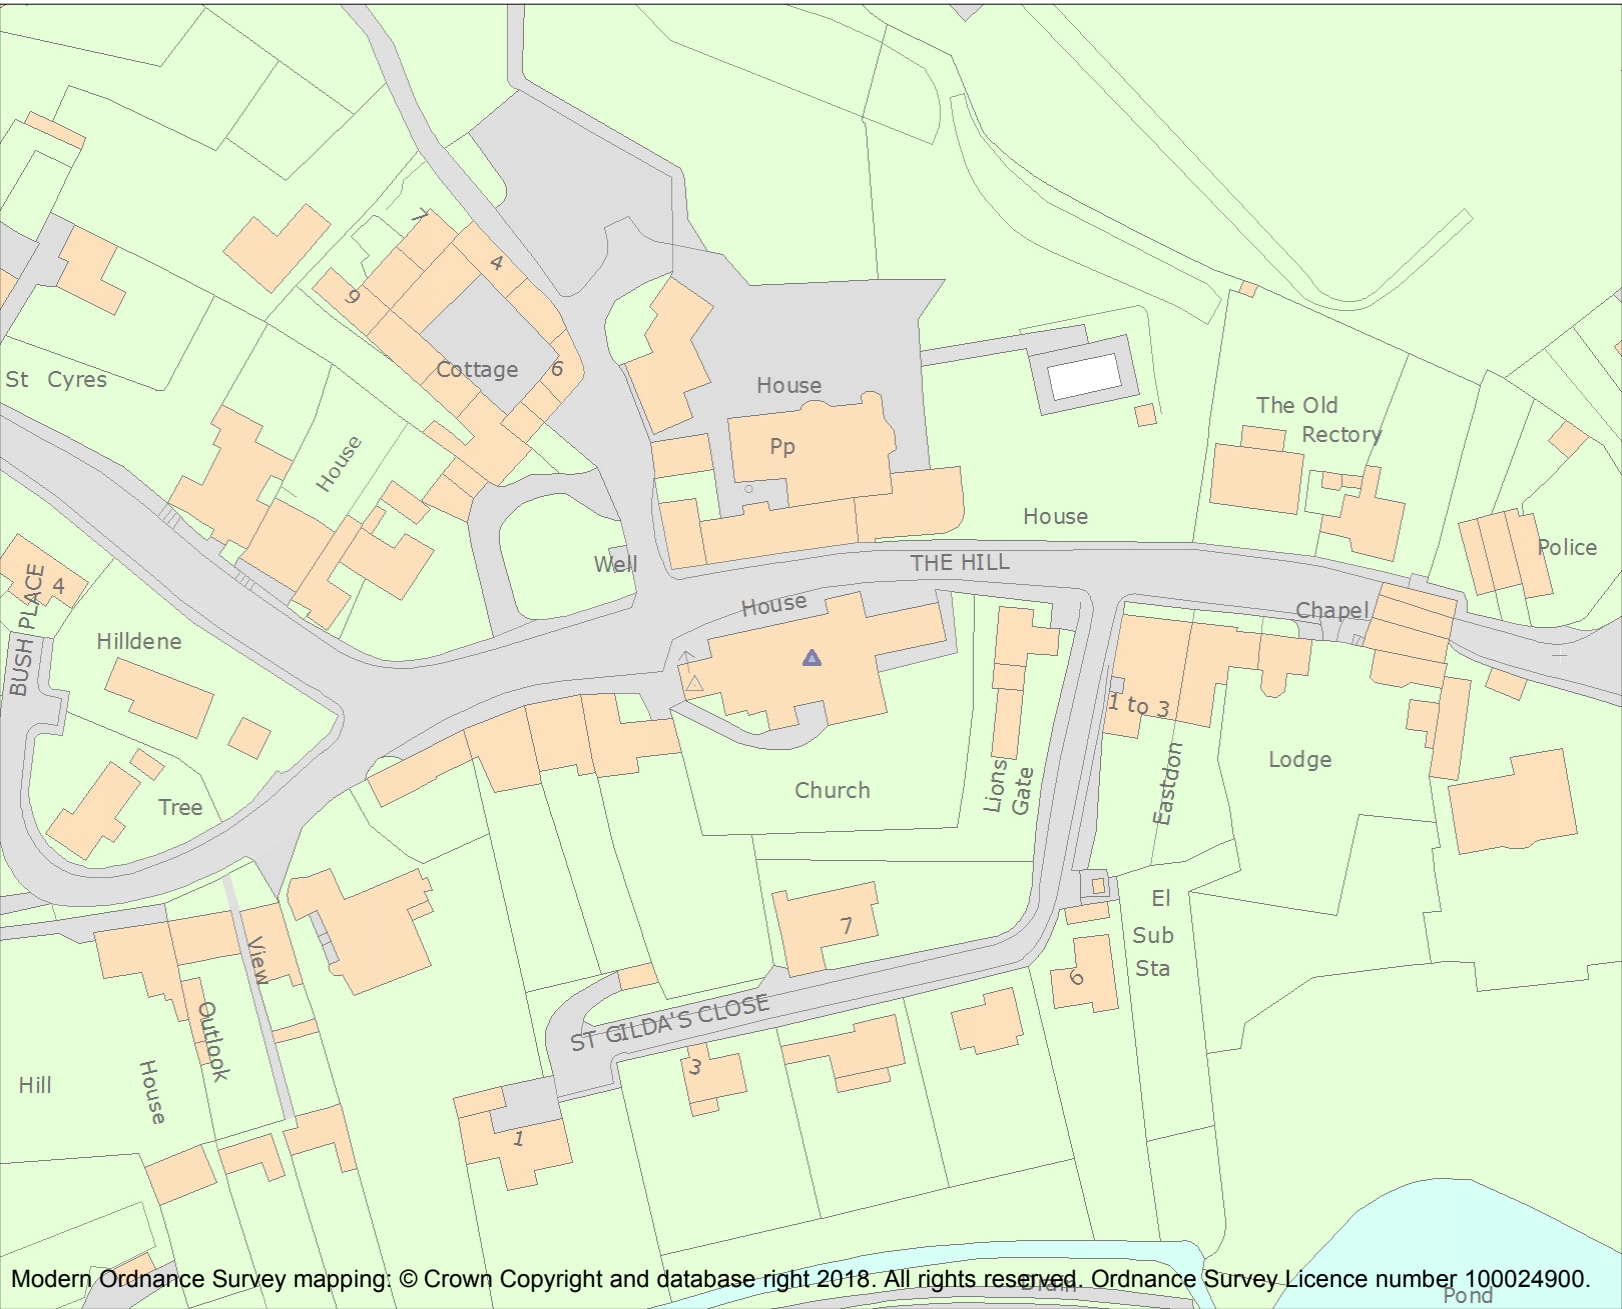 7
4
9
Cottage
6
St Cyres
House
House
Pp
The Old
Rectory
House
Police
Well
THE HILL
House
Chapel
BUSH PLACE
4
Hilldene
1 to 3
Lions
Gate
Eastdon
Lodge
Church
Tree
El
Sub
Sta
7
6
View
Outlook
House
Hill
ST GILDA'S CLOSE
3
1
Drain
Pond
Modern Ordnance Survey mapping: © Crown Copyright and database right 2018. All rights reserved. Ordnance Survey Licence number 100024900.